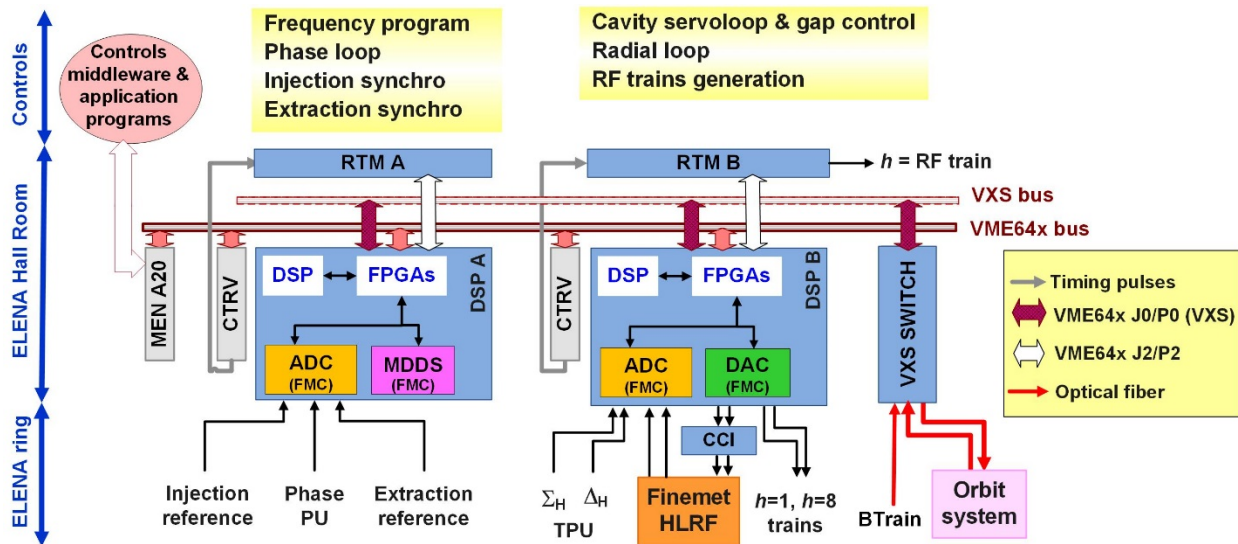 Controls
ELENA Hall Room
ELENA ring
Controls
middleware &
application
programs
Frequency program
Phase loop
Injection synchro
Extraction synchro
Cavity servoloop & gap control
Radial loop
RF trains generation
RTM A
RTM B
h = RF train
VXS bus
VME64x bus
MEN A20
CTRV
DSP
FPGAs
DSP A
ADC
(FMC)
MDDS
(FMC)
CTRV
DSP
FPGAs
DSP B
ADC
(FMC)
DAC
(FMC)
VXS SWITCH
Timing pulses
VME64x J0/P0 (VXS)
VME64x J2/P2
Optical fiber
Injection
reference
Phase
PU
Extraction
reference
ΣH ΔH
TPU
CCI
Finemet
HLRF
h=1, h=8
trains
BTrain
Orbit
system